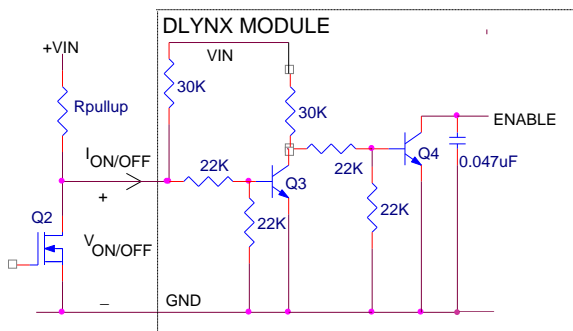 DLYNX MODULE
+VIN
VIN
30K
Rpullup
30K
I ON/OFF
22K
Q3
22K
Q4
ENABLE
0.047uF
22K
22K
Q2
+
V ON/OFF
_
GND